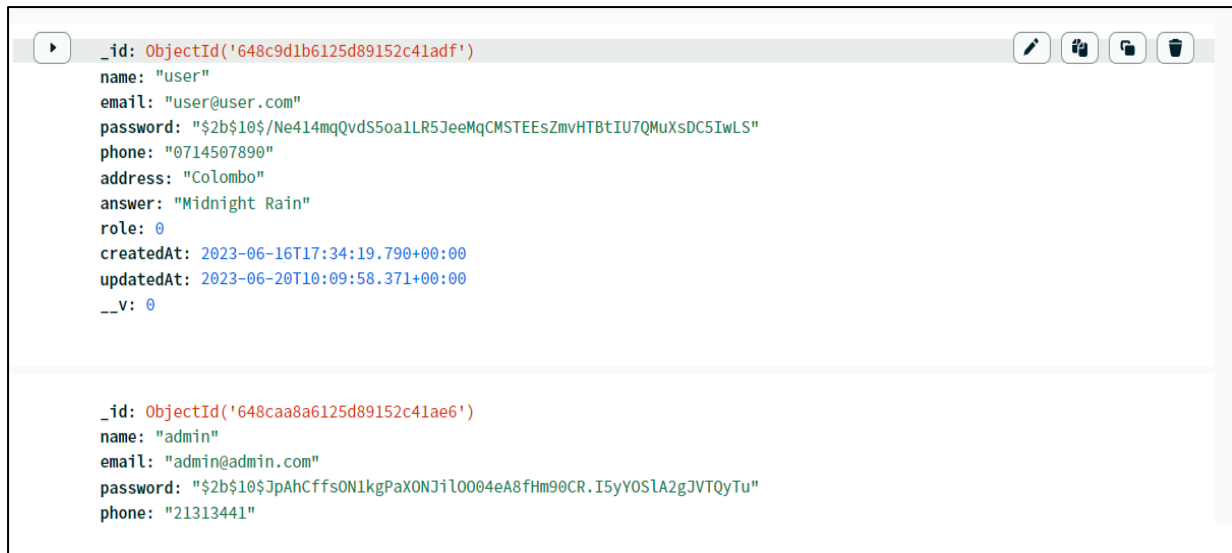 _id: ObjectId('648c9d1b6125d89152c41adf')
name: "user"
email: "user@user.com"
password: "$2b$10$/Ne414mqQvdS5oa1LR5JeeMqCMSTEEsZmvHTBtIU7QMuXsDC5IwLS"
phone: "0714507890"
address: "Colombo"
answer: "Midnight Rain"
role: 0
createdAt: 2023-06-16T17:34:19.790+00:00
updatedAt: 2023-06-20T10:09:58.371+00:00
__v: 0
_id: ObjectId('648caa8a6125d89152c41ae6')
name: "admin"
email: "admin@admin.com"
password: "$2b$10$JpAhCffsON1kgPaXONJilOO04eA8fHm90CR.I5yYOSlA2gJVTQyTu"
phone: "21313441"